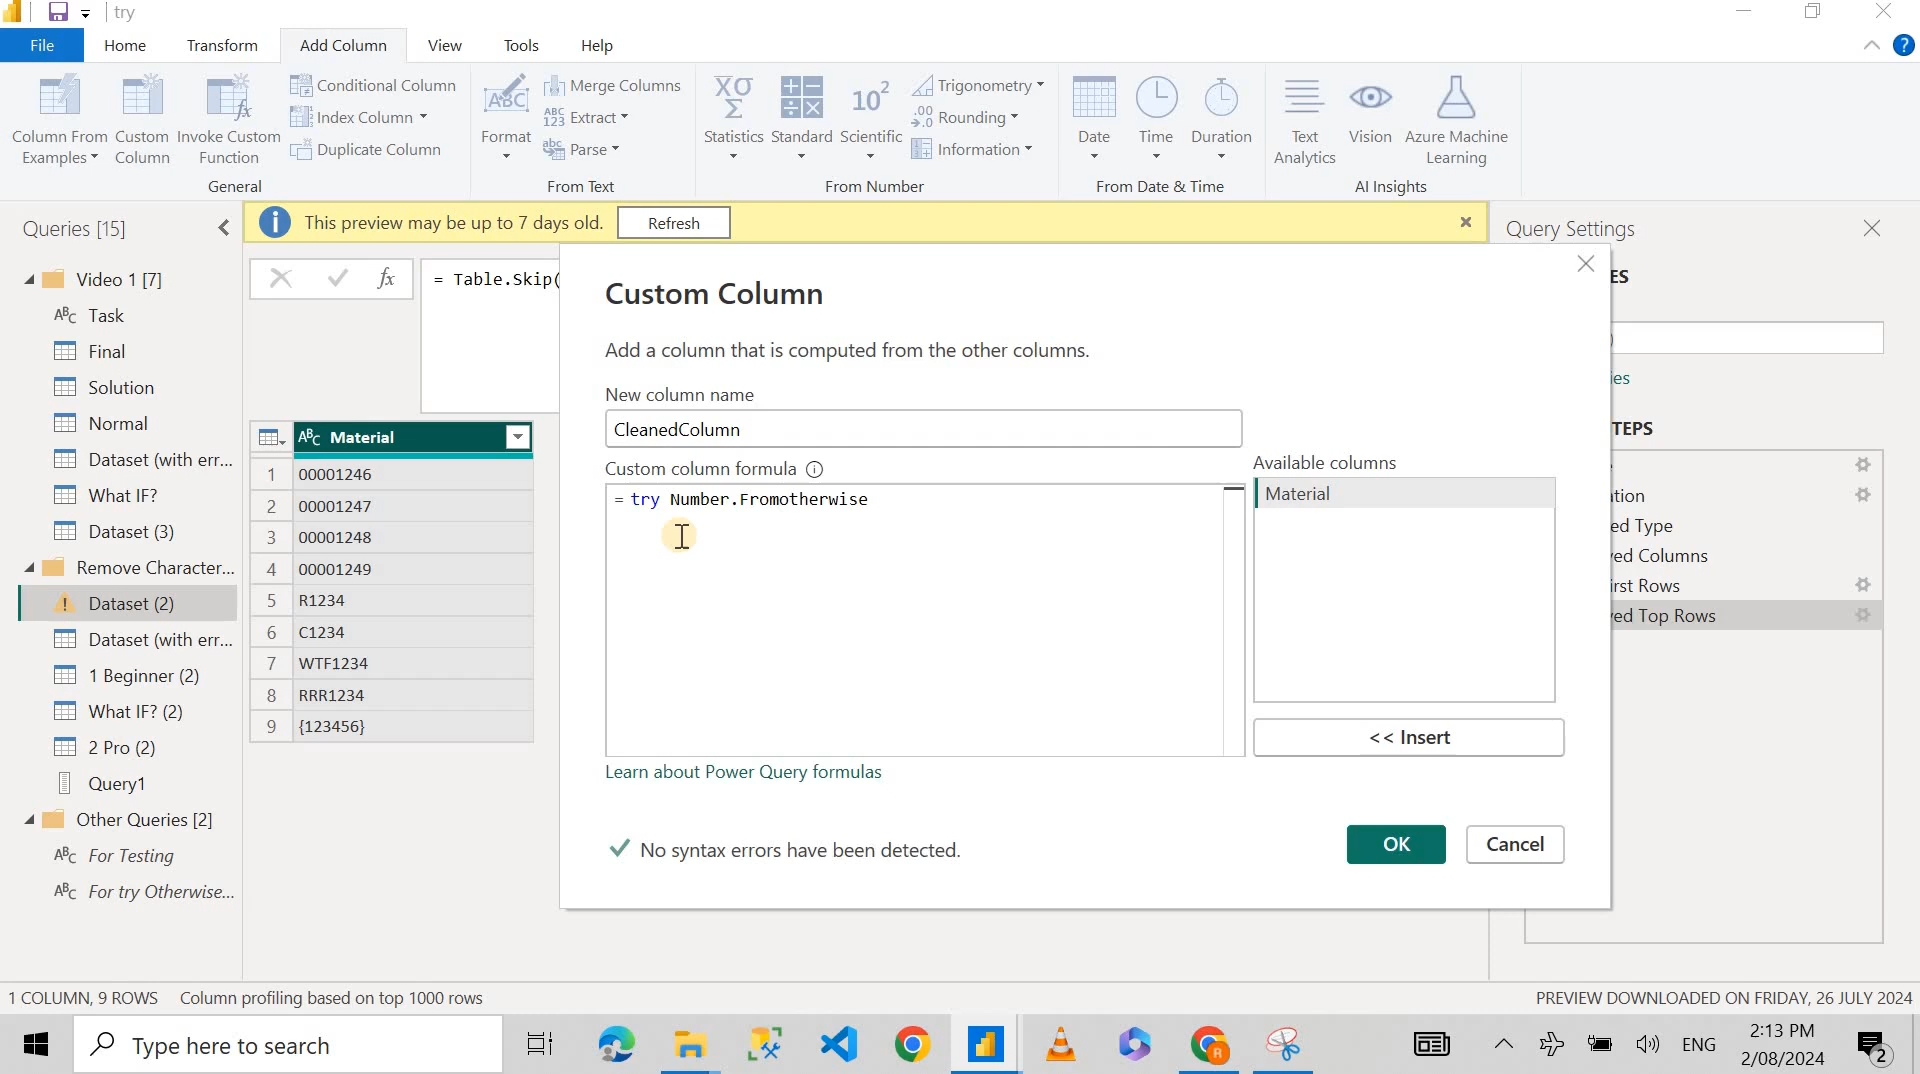 try
File Home Transform Add Column View Tools Help
Column From Examples
Custom Column
Invoke Custom Function
Conditional Column
Index Column
Duplicate Column
General
Format
Merge Columns
Extract
Parse
From Text
Statistics
Standard
Scientific
Trigonometry
Rounding
Information
From Number
Date
Time
Duration
From Date & Time
Text Analytics
Vision
Azure Machine Learning
AI Insights
Queries [15]
This preview may be up to 7 days old. Refresh
Query Settings
Video 1 [7]
Task
Final
Solution
Normal
Dataset (with err...
What IF?
Dataset (3)
Remove Character...
Dataset (2)
Dataset (with err...
1 Beginner (2)
What IF? (2)
2 Pro (2)
Query1
Other Queries [2]
For Testing
For try Otherwise...
fx
= Table.Skip(
Material
1 00001246
2 00001247
3 00001248
4 00001249
5 R1234
6 C1234
7 WTF1234
8 RRR1234
9 {123456}
Custom Column
Add a column that is computed from the other columns.
New column name
CleanedColumn
Custom column formula
= try Number.Fromotherwise
Available columns
Material
<< Insert
Learn about Power Query formulas
No syntax errors have been detected.
OK
Cancel
ES
)
ies
TEPS
ation
ed Type
ved Columns
irst Rows
ved Top Rows
1 COLUMN, 9 ROWS Column profiling based on top 1000 rows
PREVIEW DOWNLOADED ON FRIDAY, 26 JULY 2024
Type here to search
ENG
2:13 PM
2/08/2024
2